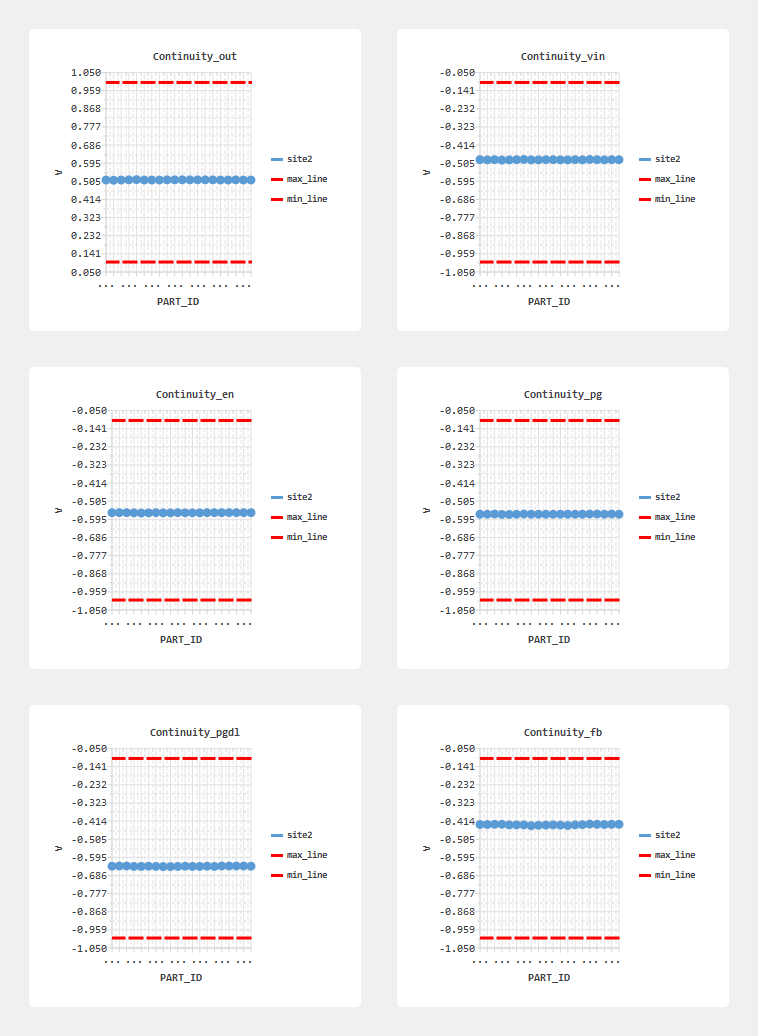 Continuity_out
1.050
0.959
0.868
0.777
0.686
0.595
0.505
0.414
0.323
0.232
0.141
0.050
V
... ... ... ... ... ... ...
PART_ID
site2
max_line
min_line
Continuity_vin
-0.050
-0.141
-0.232
-0.323
-0.414
-0.505
-0.595
-0.686
-0.777
-0.868
-0.959
-1.050
V
... ... ... ... ... ... ...
PART_ID
site2
max_line
min_line
Continuity_en
-0.050
-0.141
-0.232
-0.323
-0.414
-0.505
-0.595
-0.686
-0.777
-0.868
-0.959
-1.050
V
... ... ... ... ... ... ...
PART_ID
site2
max_line
min_line
Continuity_pg
-0.050
-0.141
-0.232
-0.323
-0.414
-0.505
-0.595
-0.686
-0.777
-0.868
-0.959
-1.050
V
... ... ... ... ... ... ...
PART_ID
site2
max_line
min_line
Continuity_pgdl
-0.050
-0.141
-0.232
-0.323
-0.414
-0.505
-0.595
-0.686
-0.777
-0.868
-0.959
-1.050
V
... ... ... ... ... ... ...
PART_ID
site2
max_line
min_line
Continuity_fb
-0.050
-0.141
-0.232
-0.323
-0.414
-0.505
-0.595
-0.686
-0.777
-0.868
-0.959
-1.050
V
... ... ... ... ... ... ...
PART_ID
site2
max_line
min_line